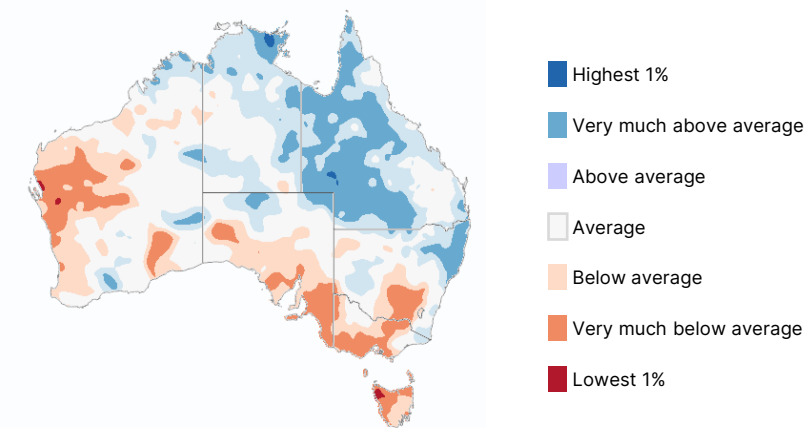 Highest 1%
Very much above average
Above average
Average
Below average
Very much below average
Lowest 1%